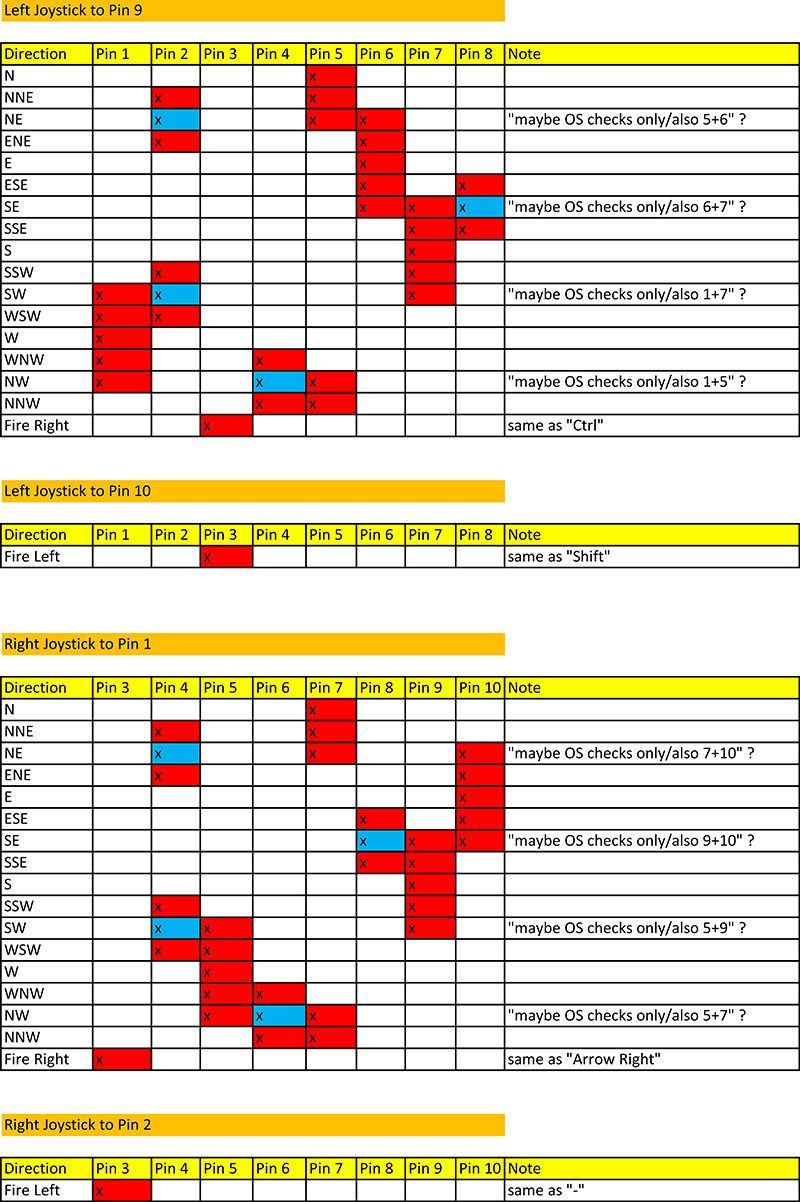 Left Joystick to Pin 9
Direction Pin 1 Pin 2 Pin 3 Pin 4 Pin 5 Pin 6 Pin 7 Pin 8 Note
N x
NNE x x
NE x x x "maybe OS checks only/also 5+6" ?
ENE x x
E x
ESE x x
SE x x x "maybe OS checks only/also 6+7" ?
SSE x x
S x
SSW x x
SW x x x "maybe OS checks only/also 1+7" ?
WSW x x
W x
WNW x x
NW x x x "maybe OS checks only/also 1+5" ?
NNW x x
Fire Right x same as "Ctrl"
Left Joystick to Pin 10
Direction Pin 1 Pin 2 Pin 3 Pin 4 Pin 5 Pin 6 Pin 7 Pin 8 Note
Fire Left x same as "Shift"
Right Joystick to Pin 1
Direction Pin 3 Pin 4 Pin 5 Pin 6 Pin 7 Pin 8 Pin 9 Pin 10 Note
N x
NNE x x
NE x x x "maybe OS checks only/also 7+10" ?
ENE x x
E x
ESE x x
SE x x x "maybe OS checks only/also 9+10" ?
SSE x x
S x
SSW x x
SW x x x "maybe OS checks only/also 5+9" ?
WSW x x
W x
WNW x x
NW x x x "maybe OS checks only/also 5+7" ?
NNW x x
Fire Right x same as "Arrow Right"
Right Joystick to Pin 2
Direction Pin 3 Pin 4 Pin 5 Pin 6 Pin 7 Pin 8 Pin 9 Pin 10 Note
Fire Left x same as "-"